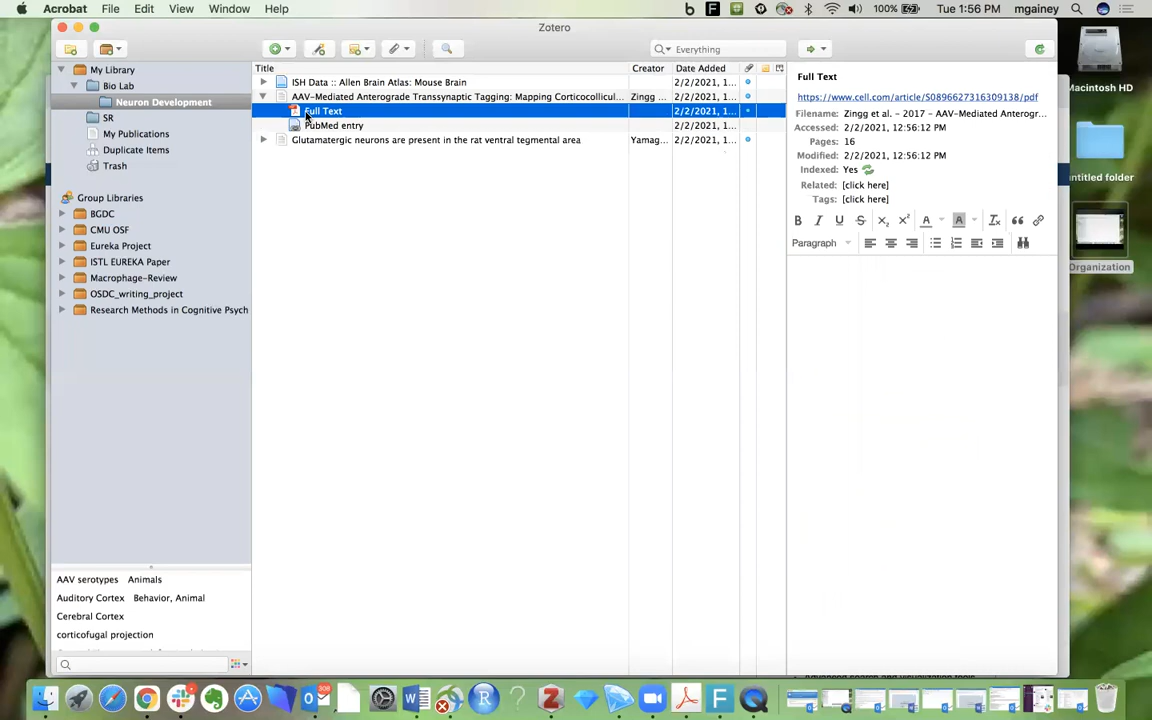 Acrobat File Edit View Window Help 100% Tue 1:56 PM mgainey
Zotero
Everything
Title Creator Date Added
My Library
Bio Lab
Neuron Development
SR
My Publications
Duplicate Items
Trash
Group Libraries
BGDC
CMU OSF
Eureka Project
ISTL EUREKA Paper
Macrophage-Review
OSDC_writing_project
Research Methods in Cognitive Psych
AAV serotypes Animals
Auditory Cortex Behavior, Animal
Cerebral Cortex
corticofugal projection
ISH Data :: Allen Brain Atlas: Mouse Brain 2/2/2021, 1...
AAV-Mediated Anterograde Transsynaptic Tagging: Mapping Corticocollicul... Zingg ... 2/2/2021, 1...
Full Text 2/2/2021, 1...
PubMed entry 2/2/2021, 1...
Glutamatergic neurons are present in the rat ventral tegmental area Yamag... 2/2/2021, 1...
Full Text
https://www.cell.com/article/S0896627316309138/pdf
Filename: Zingg et al. - 2017 - AAV-Mediated Anterogr...
Accessed: 2/2/2021, 12:56:12 PM
Pages: 16
Modified: 2/2/2021, 12:56:12 PM
Indexed: Yes
Related: [click here]
Tags: [click here]
Paragraph
Macintosh HD
untitled folder
Organization